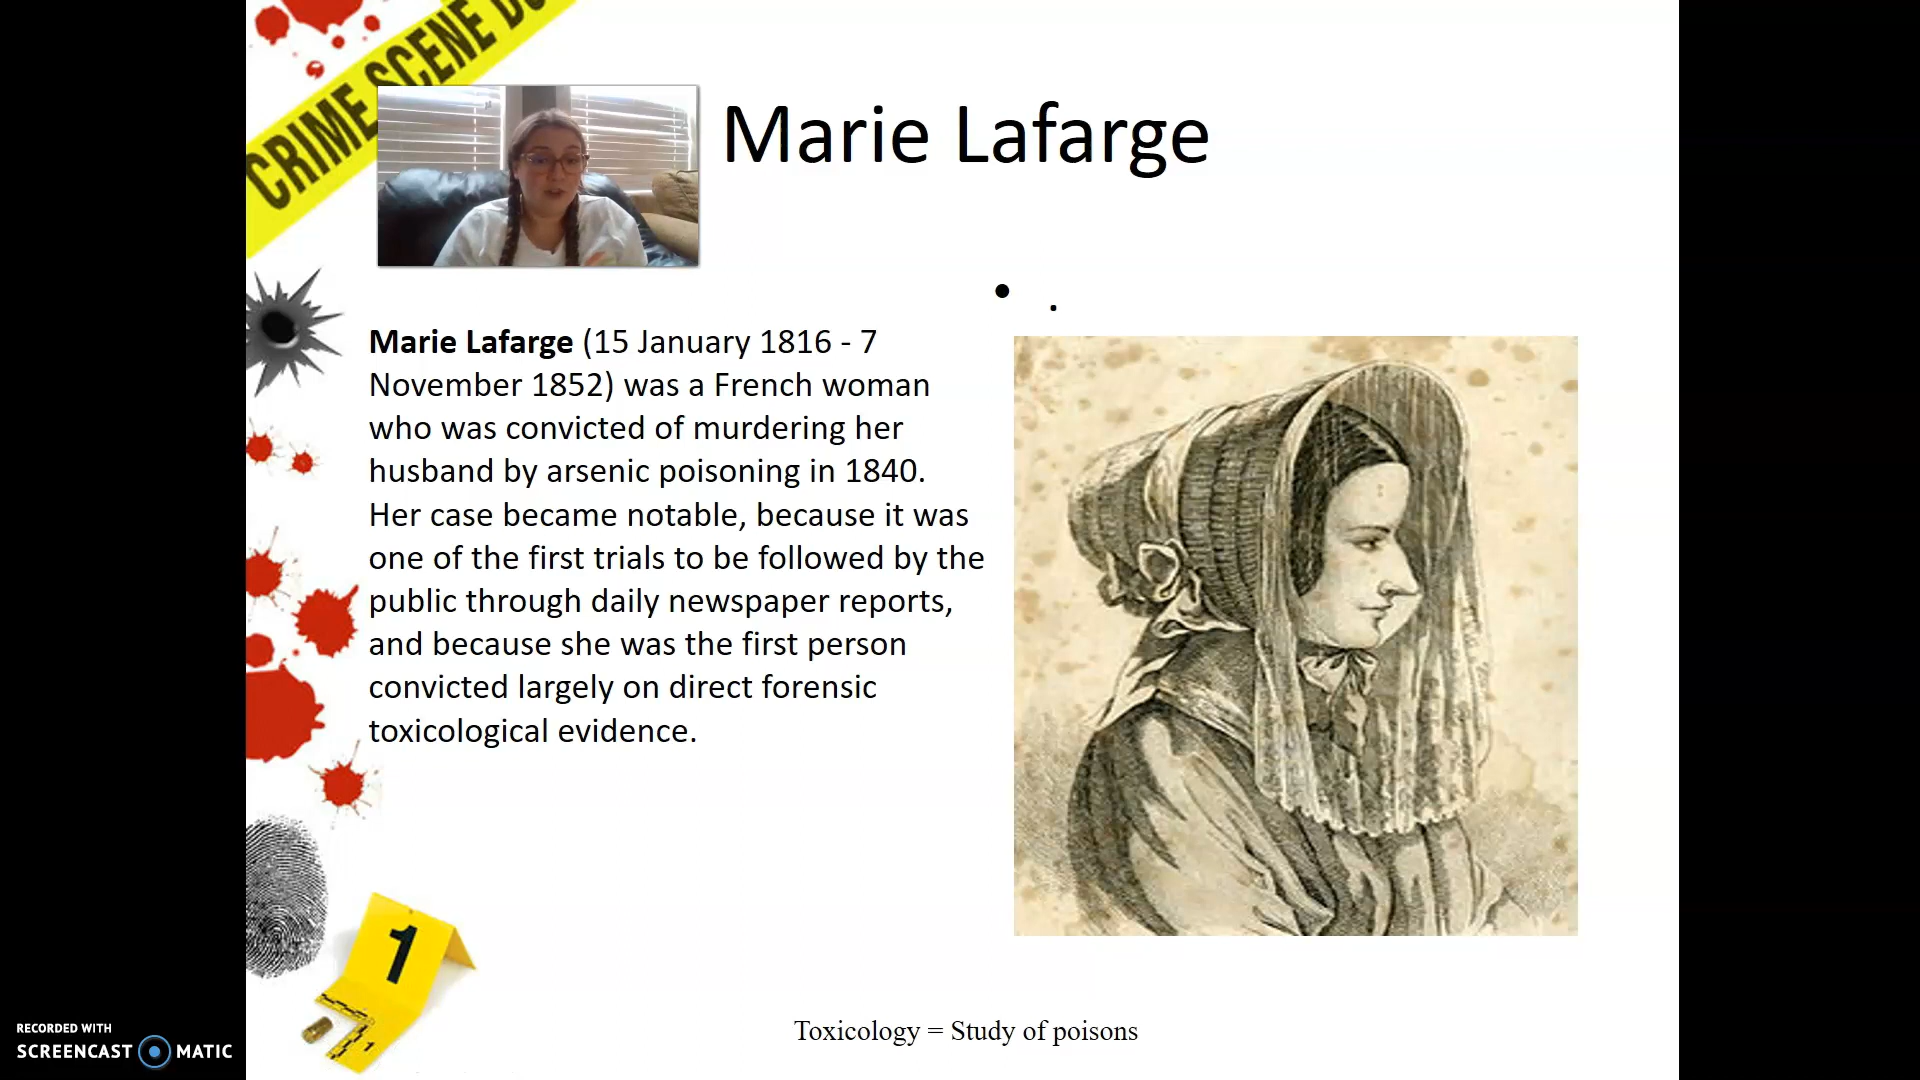 CRIME SCENE DO
Marie Lafarge
• .
Marie Lafarge (15 January 1816 - 7
November 1852) was a French woman
who was convicted of murdering her
husband by arsenic poisoning in 1840.
Her case became notable, because it was
one of the first trials to be followed by the
public through daily newspaper reports,
and because she was the first person
convicted largely on direct forensic
toxicological evidence.
1
1
Toxicology = Study of poisons
RECORDED WITH
SCREENCAST MATIC